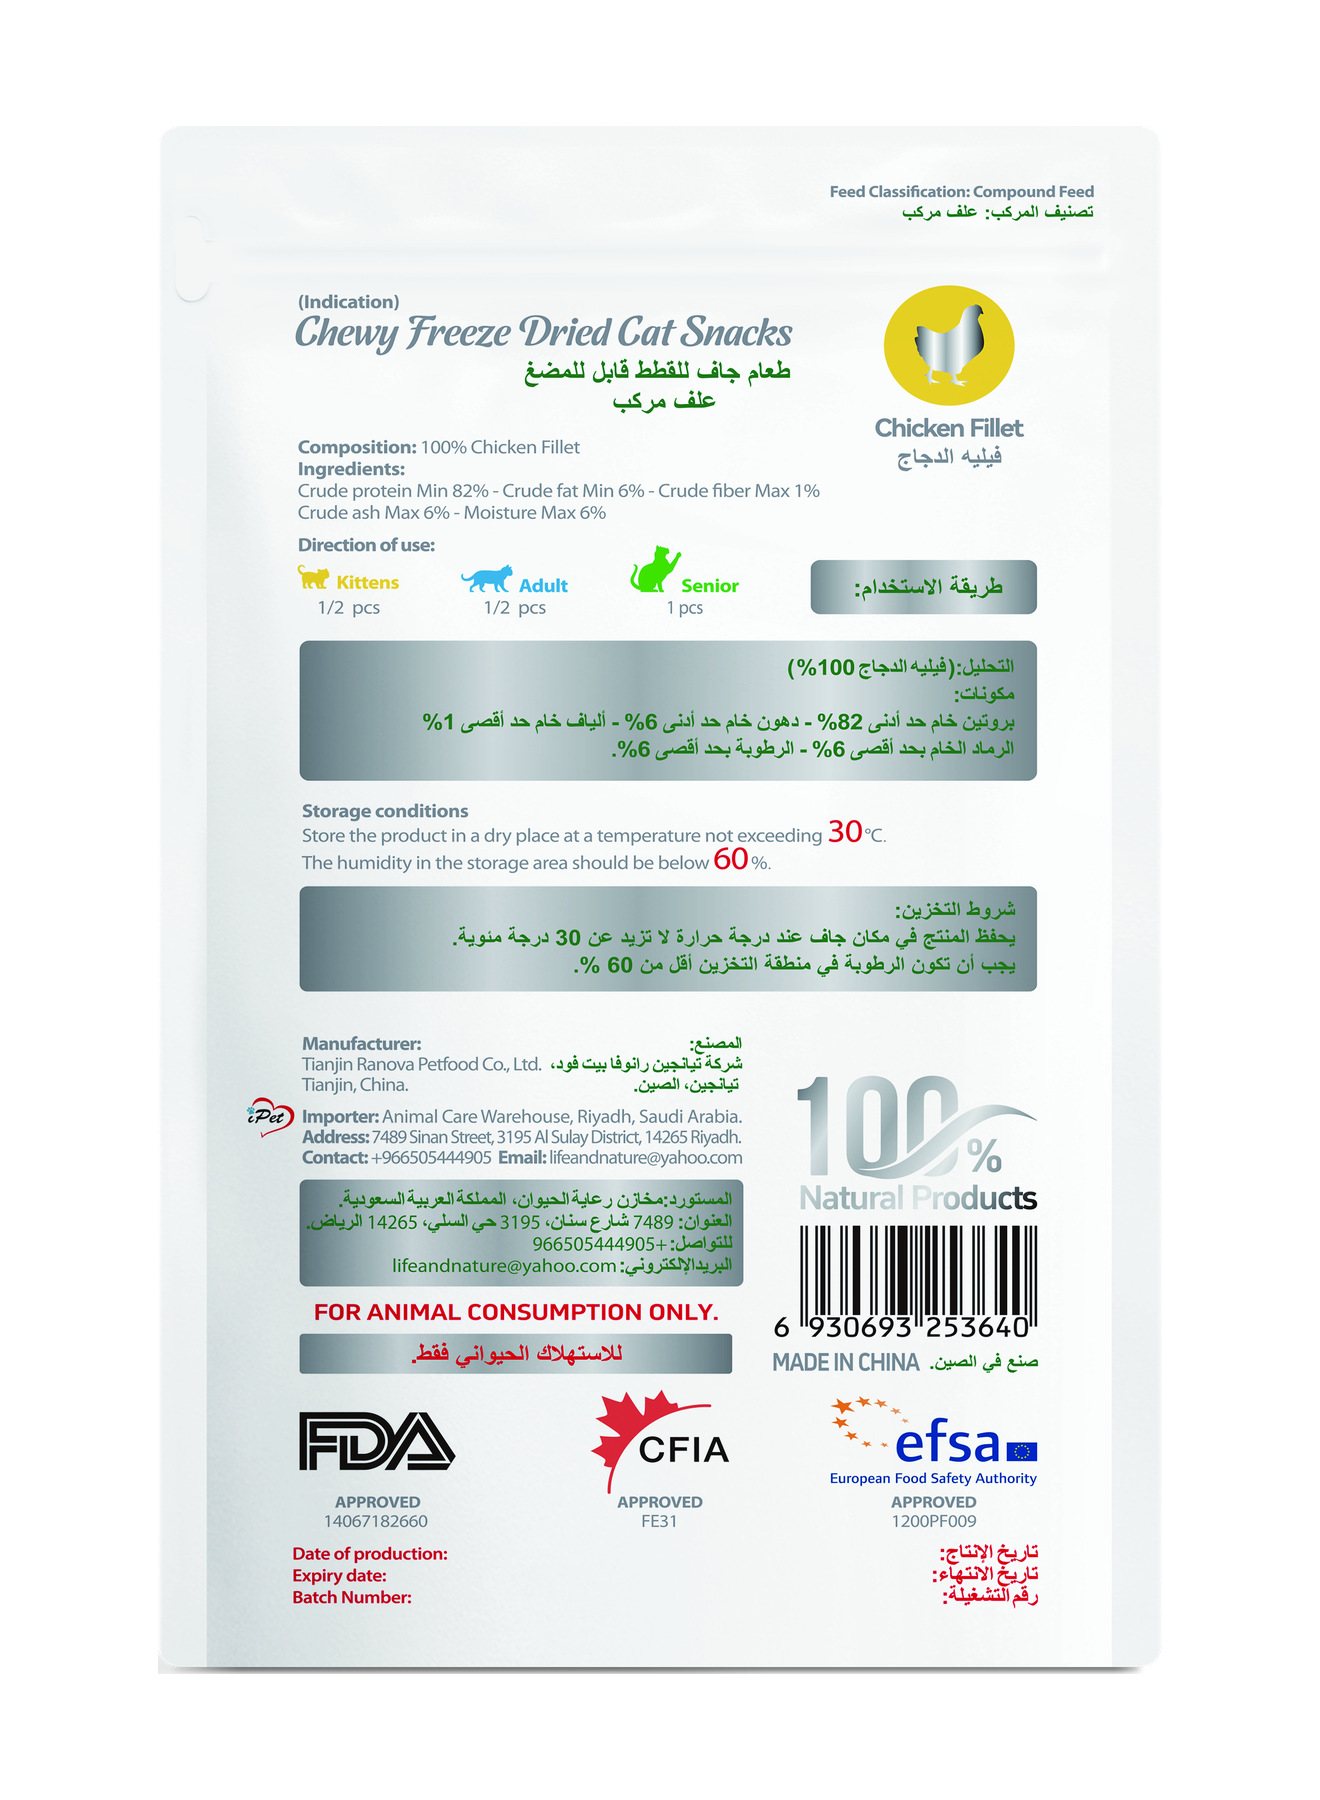 Feed Classification: Compound Feed
تصنيف المركب: علف مركب
(Indication)
Chewy Freeze Dried Cat Snacks
طعام جاف للقطط قابل للمضغ
علف مركب
Chicken Fillet
فيليه الدجاج
Composition: 100% Chicken Fillet
Ingredients:
Crude protein Min 82% - Crude fat Min 6% - Crude fiber Max 1%
Crude ash Max 6% - Moisture Max 6%
Direction of use:
Kittens
1/2 pcs
Adult
1/2 pcs
Senior
1 pcs
طريقة الاستخدام:
التحليل:(فيليه الدجاج 100%)
مكونات:
بروتين خام حد أدنى 82% - دهون خام حد أدنى 6% - ألياف خام حد أقصى 1%
الرماد الخام بحد أقصى 6% - الرطوبة بحد أقصى 6%.
Storage conditions
Store the product in a dry place at a temperature not exceeding 30°C.
The humidity in the storage area should be below 60%.
شروط التخزين:
يحفظ المنتج في مكان جاف عند درجة حرارة لا تزيد عن 30 درجة مئوية.
يجب أن تكون الرطوبة في منطقة التخزين أقل من 60 %.
Manufacturer:
Tianjin Ranova Petfood Co., Ltd.
Tianjin, China.
المصنع:
شركة تيانجين رانوفا بيت فود،
تيانجين، الصين.
iPet
Importer: Animal Care Warehouse, Riyadh, Saudi Arabia.
Address: 7489 Sinan Street, 3195 Al Sulay District, 14265 Riyadh.
Contact: +966505444905 Email: lifeandnature@yahoo.com
المستورد:مخازن رعاية الحيوان، المملكة العربية السعودية.
العنوان: 7489 شارع سنان، 3195 حي السلي، 14265 الرياض.
للتواصل: +966505444905
البريدالإلكتروني: lifeandnature@yahoo.com
FOR ANIMAL CONSUMPTION ONLY.
للاستهلاك الحيواني فقط.
100%
Natural Products
6 930693 253640
MADE IN CHINA صنع في الصين.
FDA
APPROVED
14067182660
CFIA
APPROVED
FE31
efsa
European Food Safety Authority
APPROVED
1200PF009
Date of production:
Expiry date:
Batch Number:
تاريخ الإنتاج:
تاريخ الانتهاء:
رقم التشغيلة: